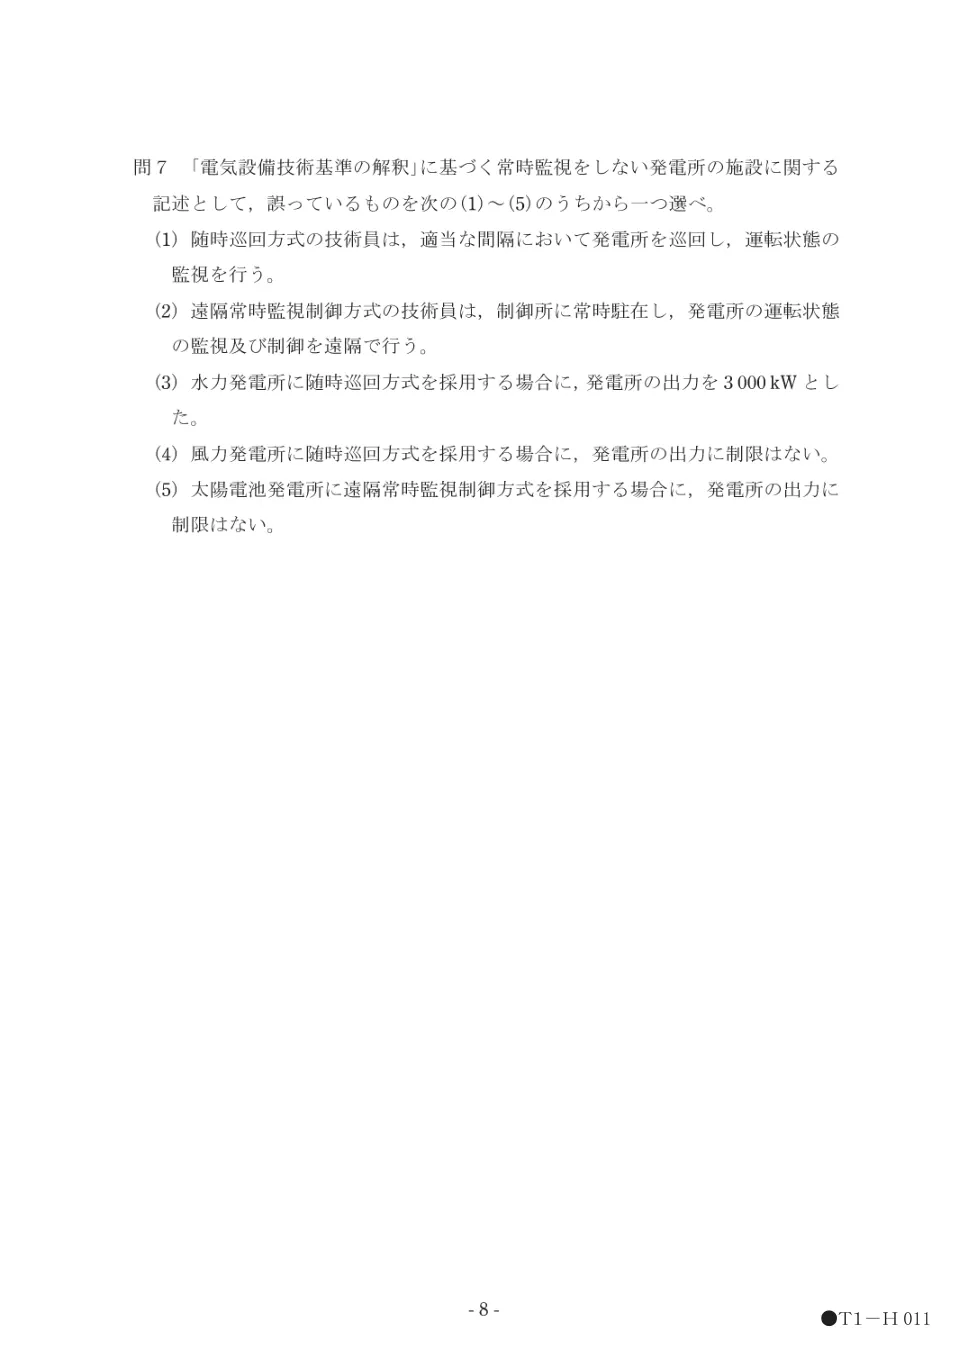 問７　「電気設備技術基準の解釈」に基づく常時監視をしない発電所の施設に関する
記述として，誤っているものを次の(1)～(5)のうちから一つ選べ。
(1) 随時巡回方式の技術員は，適当な間隔において発電所を巡回し，運転状態の
監視を行う。
(2) 遠隔常時監視制御方式の技術員は，制御所に常時駐在し，発電所の運転状態
の監視及び制御を遠隔で行う。
(3) 水力発電所に随時巡回方式を採用する場合に，発電所の出力を 3 000 kW とし
た。
(4) 風力発電所に随時巡回方式を採用する場合に，発電所の出力に制限はない。
(5) 太陽電池発電所に遠隔常時監視制御方式を採用する場合に，発電所の出力に
制限はない。
- 8 -
●T1－H 011